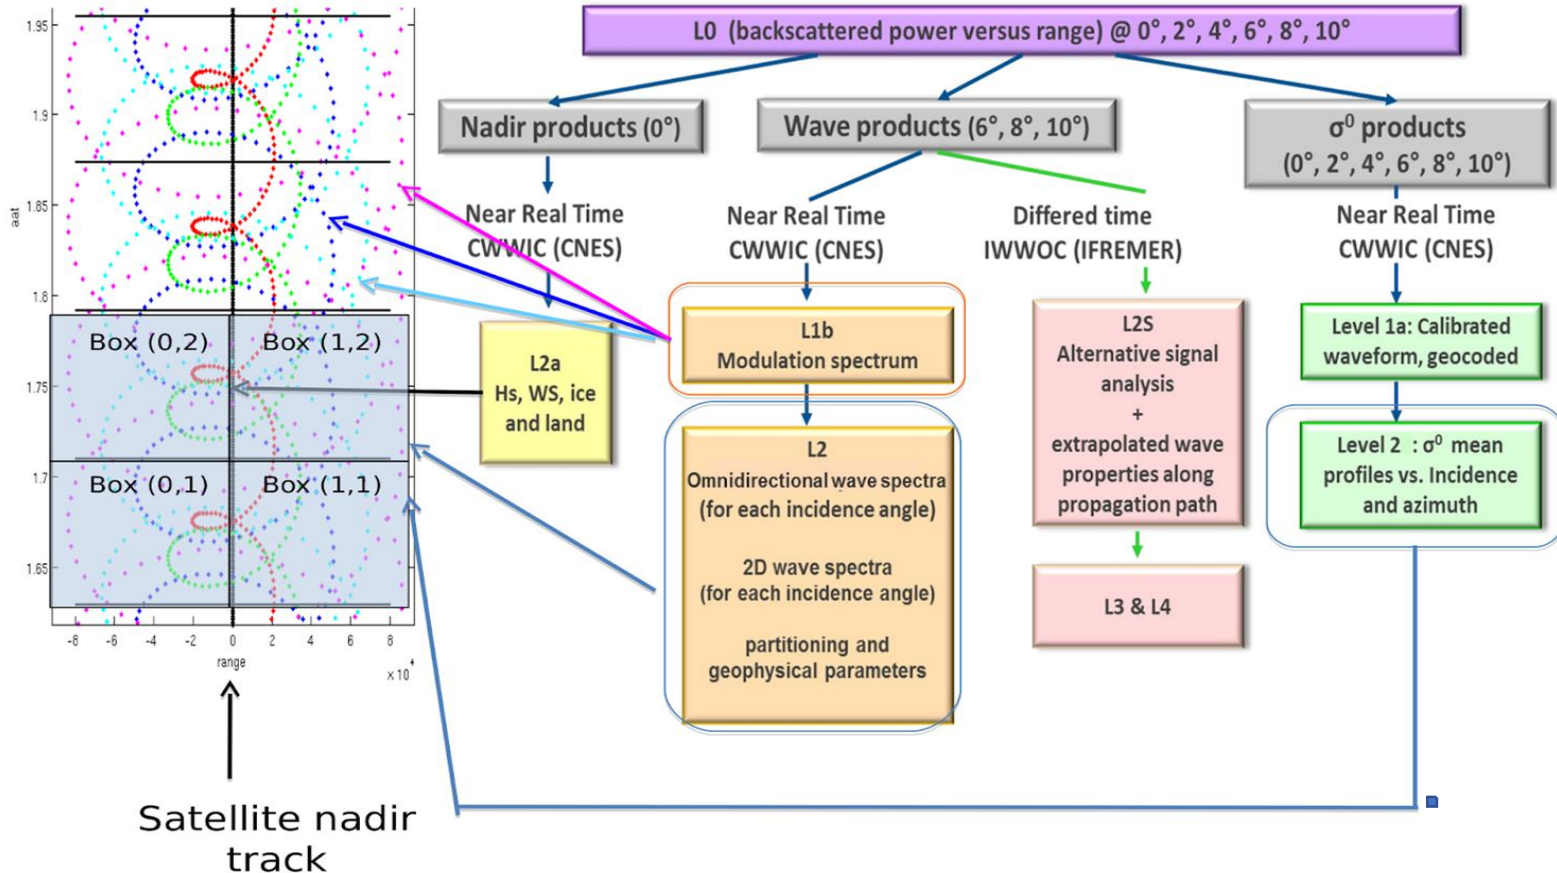 L0 (backscattered power versus range) @ 0°, 2°, 4°, 6°, 8°, 10°
Nadir products (0°)
Near Real Time
CWWIC (CNES)
L2a
Hs, WS, ice
and land
Wave products (6°, 8°, 10°)
Near Real Time
CWWIC (CNES)
L1b
Modulation spectrum
L2
Omnidirectional wave spectra
(for each incidence angle)
2D wave spectra
(for each incidence angle)
partitioning and
geophysical parameters
Differed time
IWWOC (IFREMER)
L2S
Alternative signal
analysis
+
extrapolated wave
properties along
propagation path
L3 & L4
σ⁰ products
(0°, 2°, 4°, 6°, 8°, 10°)
Near Real Time
CWWIC (CNES)
Level 1a: Calibrated
waveform, geocoded
Level 2 : σ⁰ mean
profiles vs. Incidence
and azimuth
1.95
1.9
1.85
1.8
1.75
1.7
1.65
aat
Box (0,2) Box (1,2)
Box (0,1) Box (1,1)
-8 -6 -4 -2 0 2 4 6 8
range
x 10⁴
Satellite nadir
track